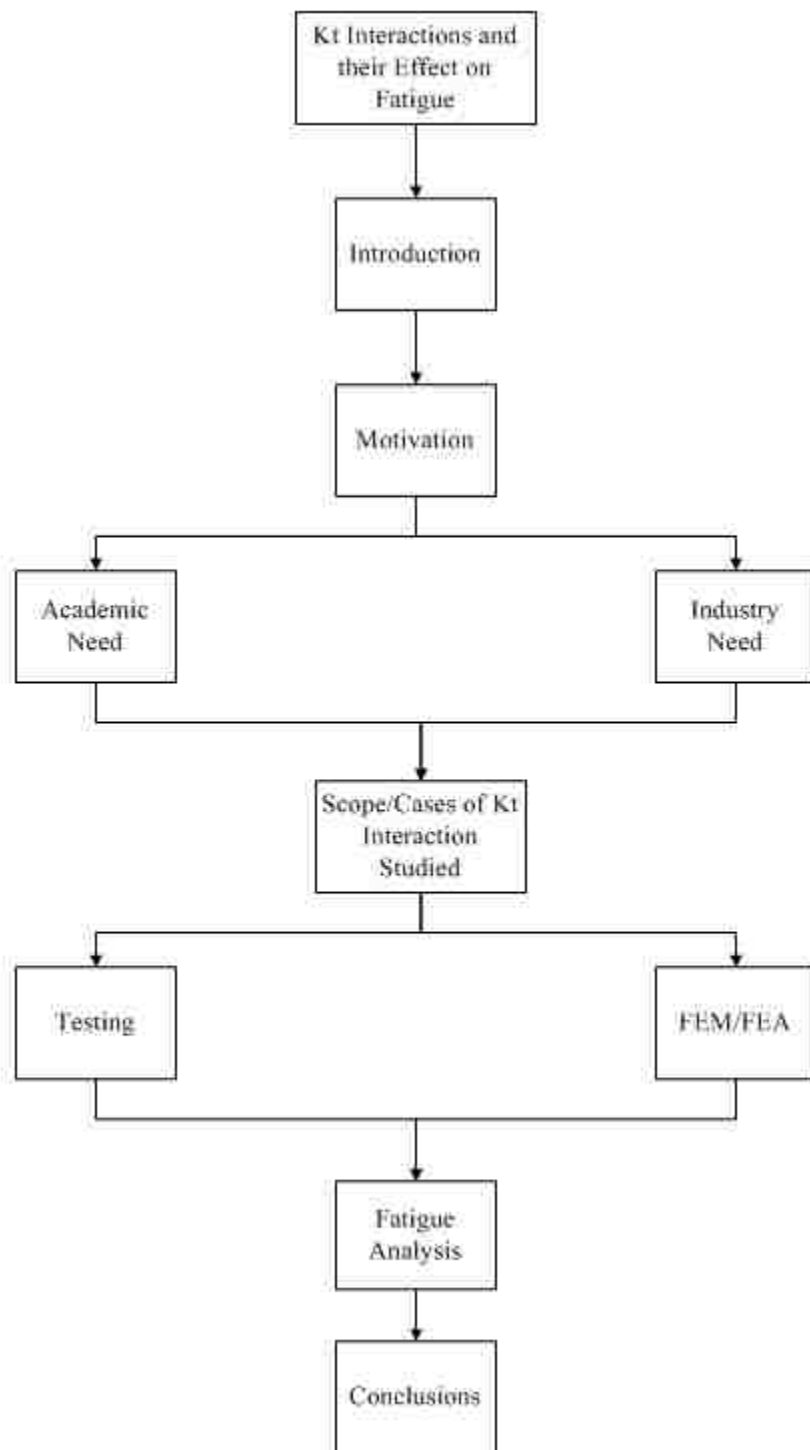 Kt Interactions and
their Effect on
Fatigue
Introduction
Motivation
Academic
Need
Industry
Need
Scope/Cases of Kt
Interaction
Studied
Testing
FEM/FEA
Fatigue
Analysis
Conclusions